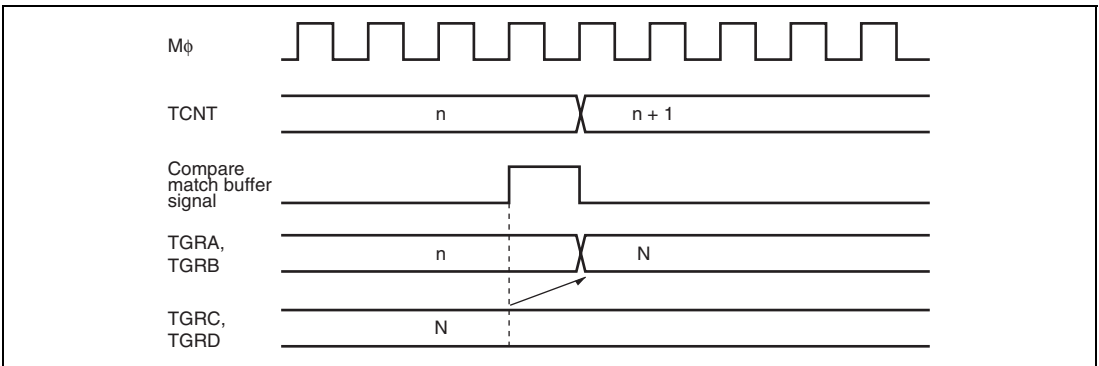 Mφ
TCNT
n
n + 1
Compare
match buffer
signal
TGRA,
TGRB
n
N
TGRC,
TGRD
N